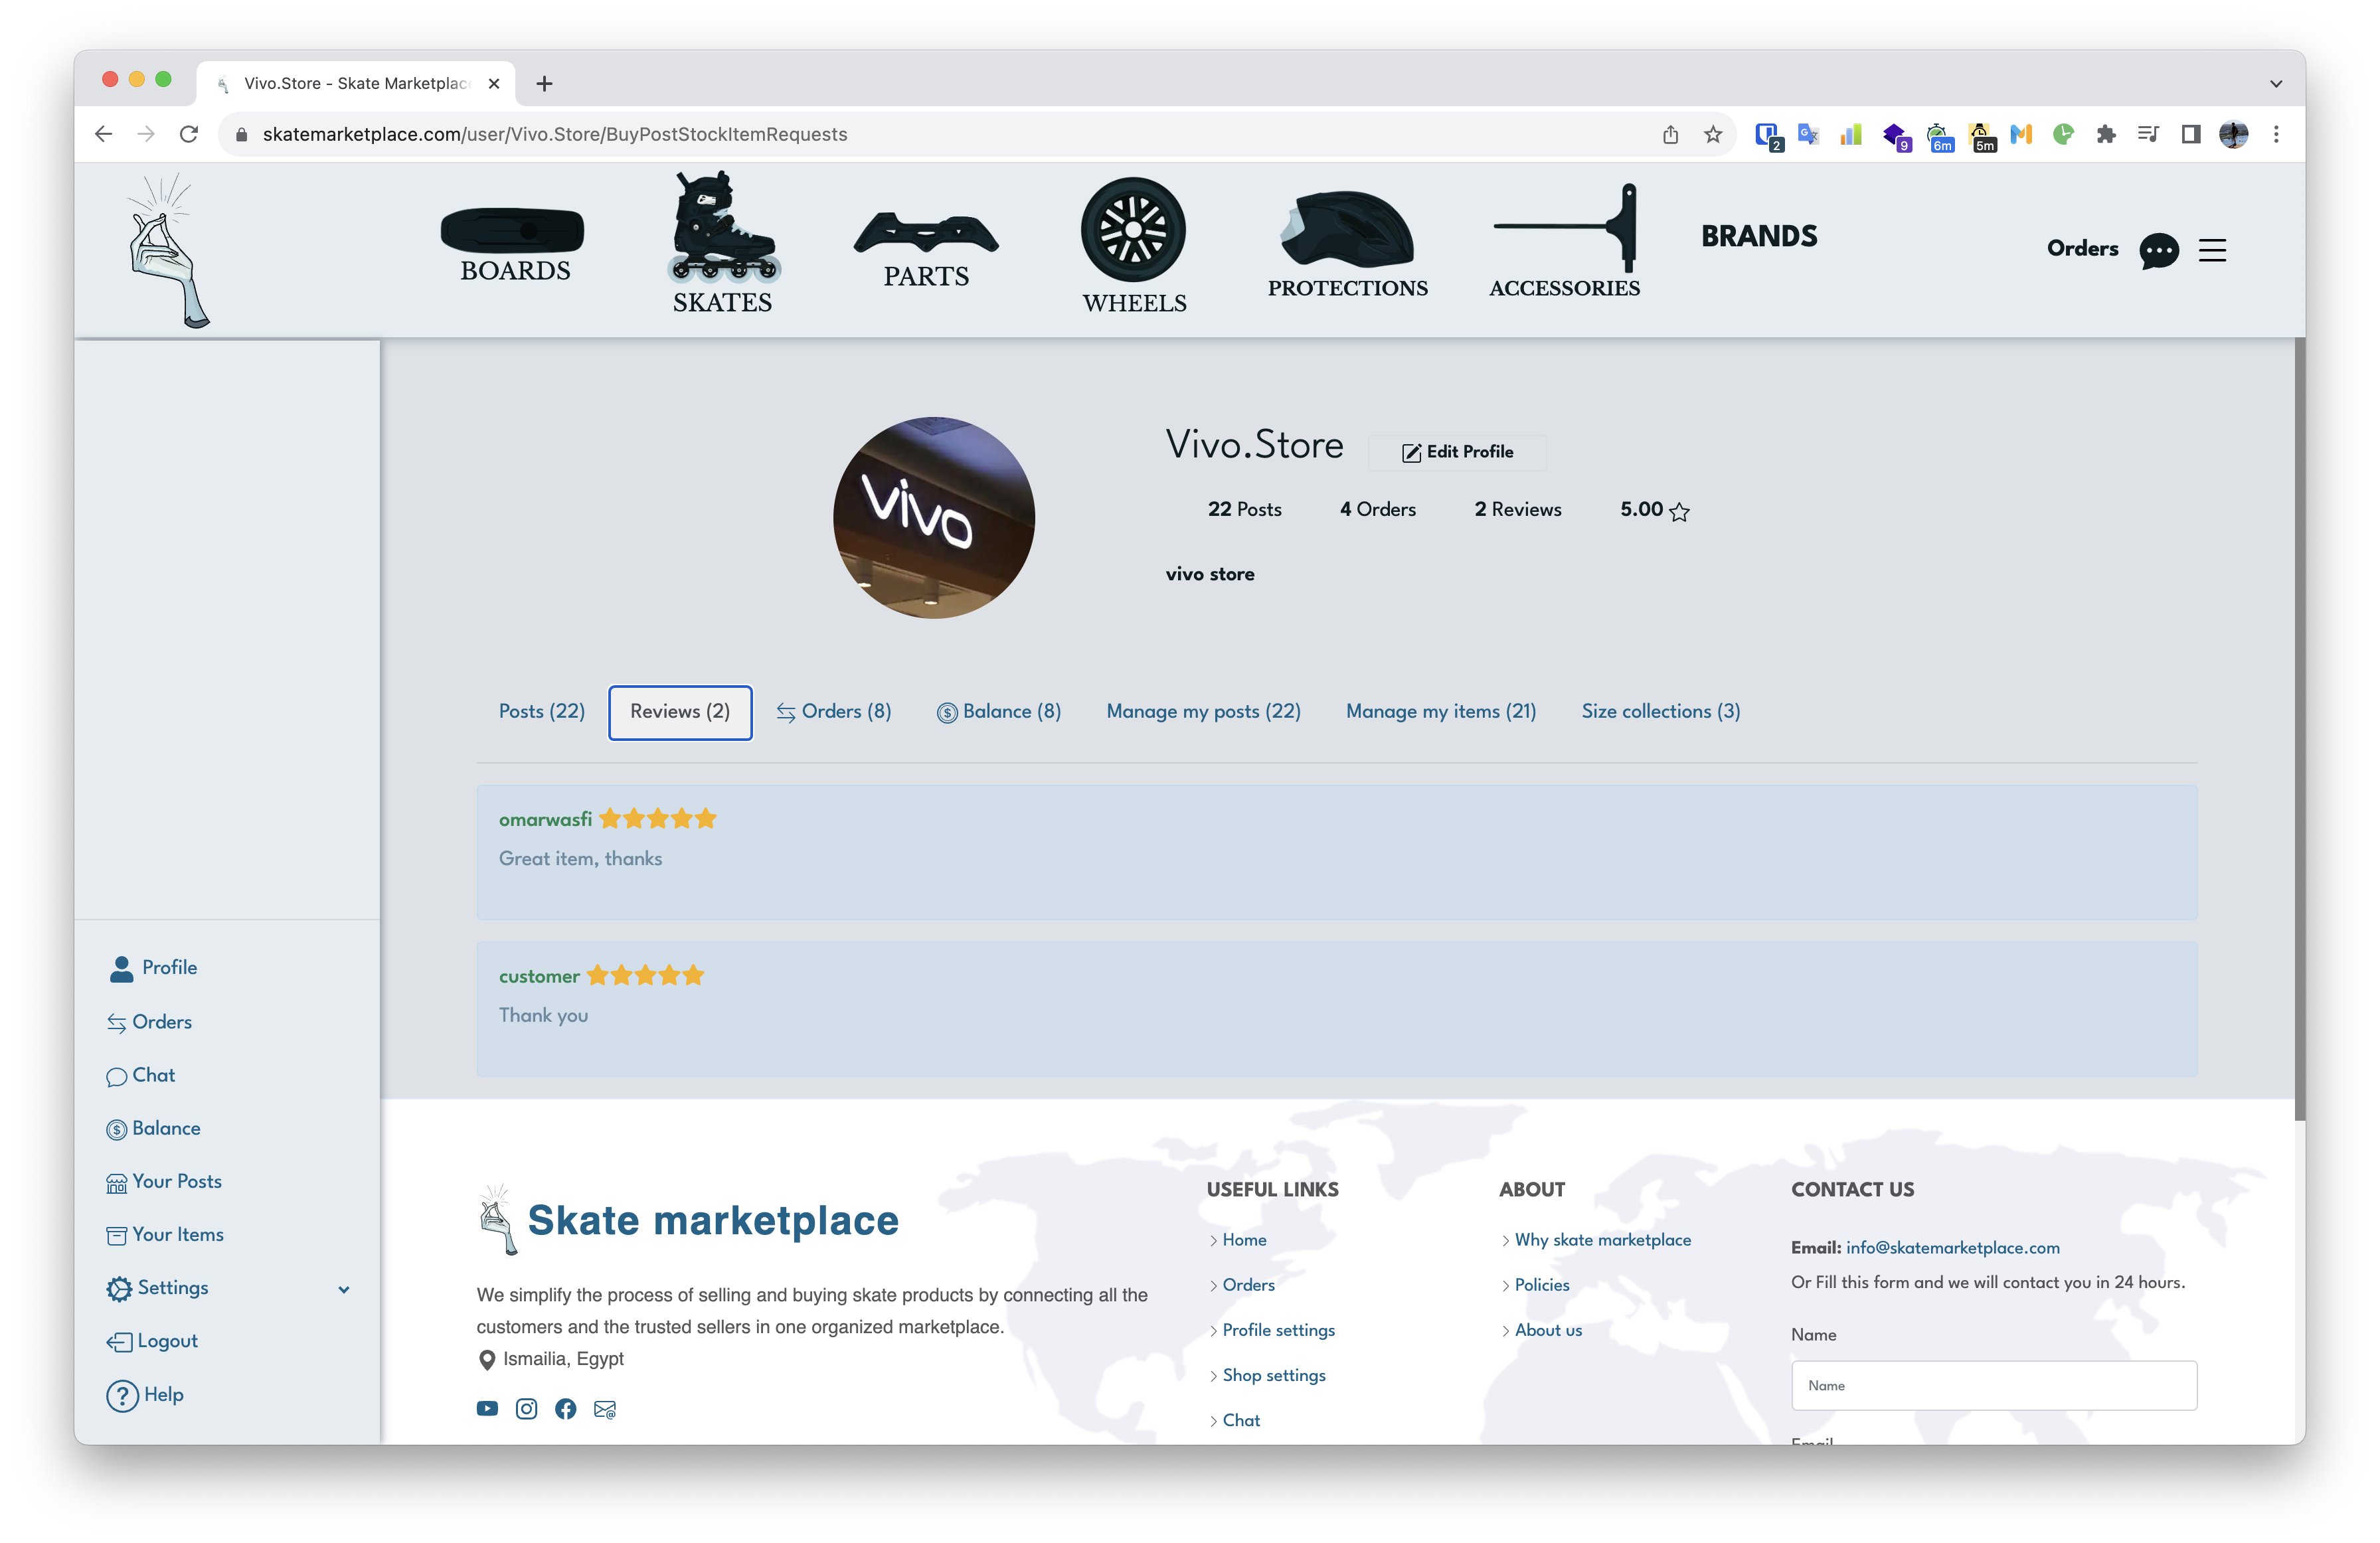 Vivo.Store - Skate Marketplac
skatemarketplace.com/user/Vivo.Store/BuyPostStockItemRequests
2
9
6m
5m
BOARDS
SKATES
PARTS
WHEELS
PROTECTIONS
ACCESSORIES
BRANDS
Orders
vivo
Vivo.Store
Edit Profile
22 Posts 4 Orders 2 Reviews 5.00
vivo store
Posts (22) Reviews (2) Orders (8) Balance (8) Manage my posts (22) Manage my items (21) Size collections (3)
omarwasfi
Great item, thanks
customer
Thank you
Profile
Orders
Chat
Balance
Your Posts
Your Items
Settings
Logout
Help
Skate marketplace
We simplify the process of selling and buying skate products by connecting all the
customers and the trusted sellers in one organized marketplace.
Ismailia, Egypt
USEFUL LINKS
Home
Orders
Profile settings
Shop settings
Chat
ABOUT
Why skate marketplace
Policies
About us
CONTACT US
Email: info@skatemarketplace.com
Or Fill this form and we will contact you in 24 hours.
Name
Name
Email